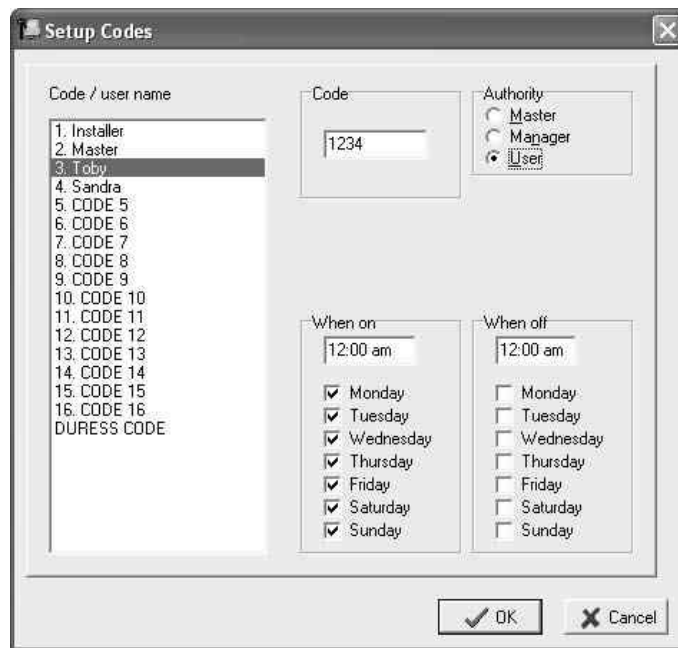 Setup Codes
Code / user name
1. Installer
2. Master
3. Toby
4. Sandra
5. CODE 5
6. CODE 6
7. CODE 7
8. CODE 8
9. CODE 9
10. CODE 10
11. CODE 11
12. CODE 12
13. CODE 13
14. CODE 14
15. CODE 15
16. CODE 16
DURESS CODE
Code
1234
Authority
Master
Manager
User
When on
12:00 am
Monday
Tuesday
Wednesday
Thursday
Friday
Saturday
Sunday
When off
12:00 am
Monday
Tuesday
Wednesday
Thursday
Friday
Saturday
Sunday
OK
Cancel